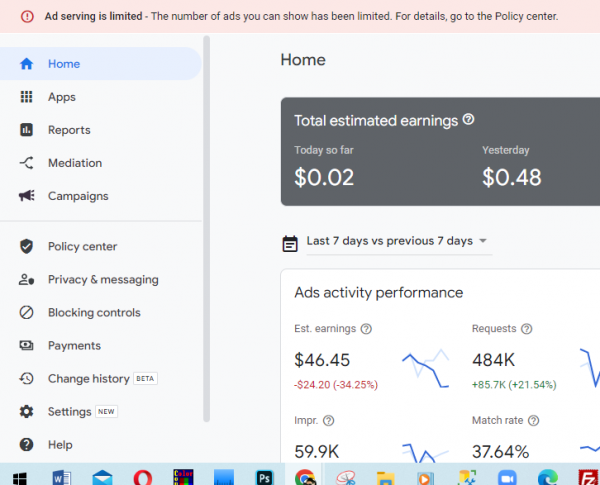 Ad serving is limited - The number of ads you can show has been limited. For details, go to the Policy center.
Home
Apps
Reports
Mediation
Campaigns
Policy center
Privacy & messaging
Blocking controls
Payments
Change history BETA
Settings NEW
Help
Home
Total estimated earnings
Today so far
$0.02
Yesterday
$0.48
Last 7 days vs previous 7 days
Ads activity performance
Est. earnings
$46.45
-$24.20 (-34.25%)
Requests
484K
+85.7K (+21.54%)
Impr.
59.9K
Match rate
37.64%